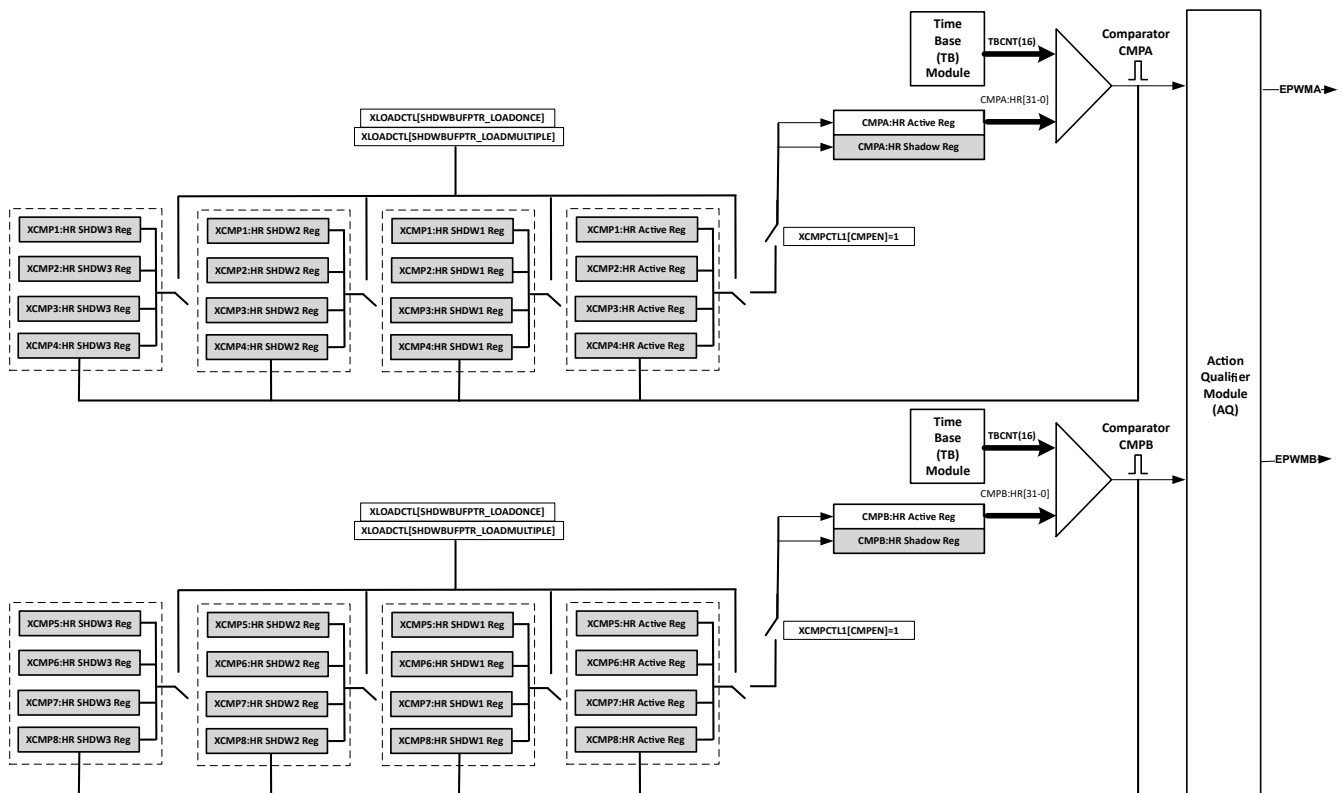 Time
Base
(TB)
Module
TBCNT(16)
Comparator
CMPA
CMPA:HR[31-0]
EPWMA
XLOADCTL[SHDWBUFPTR_LOADONCE]
XLOADCTL[SHDWBUFPTR_LOADMULTIPLE]
CMPA:HR Active Reg
CMPA:HR Shadow Reg
XCMP1:HR SHDW3 Reg
XCMP2:HR SHDW3 Reg
XCMP3:HR SHDW3 Reg
XCMP4:HR SHDW3 Reg
XCMP1:HR SHDW2 Reg
XCMP2:HR SHDW2 Reg
XCMP3:HR SHDW2 Reg
XCMP4:HR SHDW2 Reg
XCMP1:HR SHDW1 Reg
XCMP2:HR SHDW1 Reg
XCMP3:HR SHDW1 Reg
XCMP4:HR SHDW1 Reg
XCMP1:HR Active Reg
XCMP2:HR Active Reg
XCMP3:HR Active Reg
XCMP4:HR Active Reg
XCMPCTL1[CMPEN]=1
Action
Qualifier
Module
(AQ)
Time
Base
(TB)
Module
TBCNT(16)
Comparator
CMPB
CMPB:HR[31-0]
EPWMB
XLOADCTL[SHDWBUFPTR_LOADONCE]
XLOADCTL[SHDWBUFPTR_LOADMULTIPLE]
CMPB:HR Active Reg
CMPB:HR Shadow Reg
XCMP5:HR SHDW3 Reg
XCMP6:HR SHDW3 Reg
XCMP7:HR SHDW3 Reg
XCMP8:HR SHDW3 Reg
XCMP5:HR SHDW2 Reg
XCMP6:HR SHDW2 Reg
XCMP7:HR SHDW2 Reg
XCMP8:HR SHDW2 Reg
XCMP5:HR SHDW1 Reg
XCMP6:HR SHDW1 Reg
XCMP7:HR SHDW1 Reg
XCMP8:HR SHDW1 Reg
XCMP5:HR Active Reg
XCMP6:HR Active Reg
XCMP7:HR Active Reg
XCMP8:HR Active Reg
XCMPCTL1[CMPEN]=1